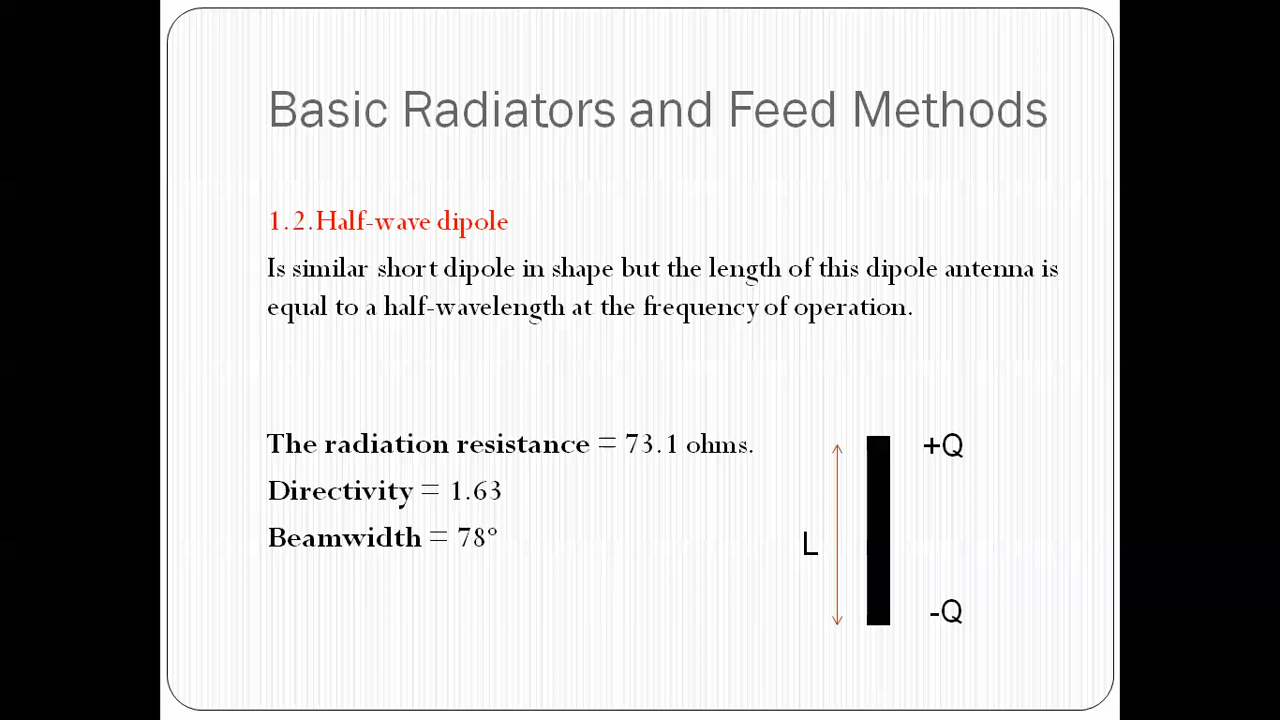 Basic Radiators and Feed Methods
1.2.Half-wave dipole
Is similar short dipole in shape but the length of this dipole antenna is
equal to a half-wavelength at the frequency of operation.
The radiation resistance = 73.1 ohms.
Directivity = 1.63
Beamwidth = 78°
+Q
L
-Q